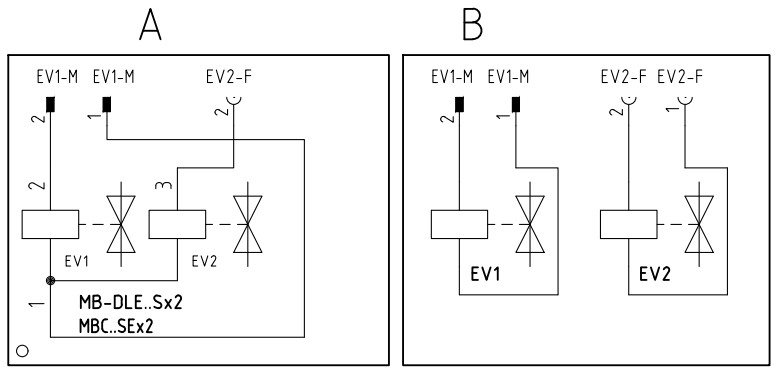 A
B
EV1-M EV1-M EV2-F
2 1 2
2 3
EV1 EV2
1
MB-DLE..Sx2
MBC..SEx2
EV1-M EV1-M EV2-F EV2-F
2 1 2 1
EV1 EV2